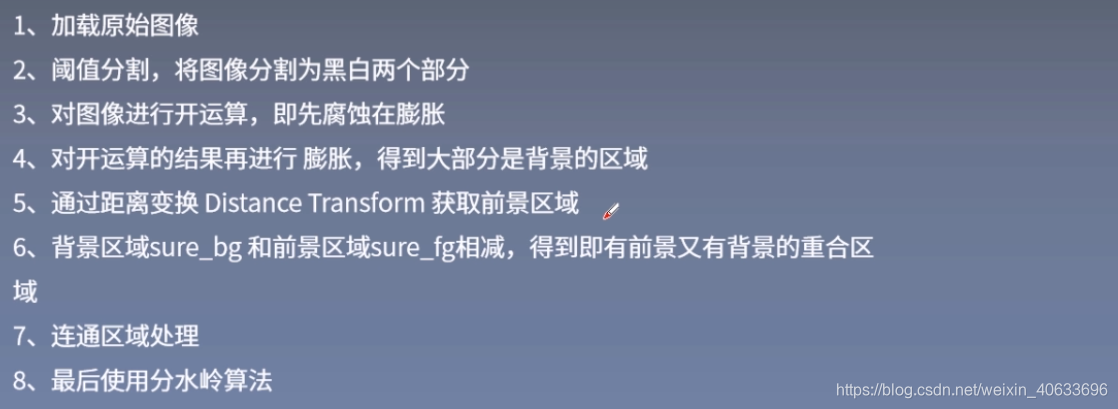 1、加载原始图像
2、阈值分割，将图像分割为黑白两个部分
3、对图像进行开运算，即先腐蚀在膨胀
4、对开运算的结果再进行 膨胀，得到大部分是背景的区域
5、通过距离变换 Distance Transform 获取前景区域
6、背景区域sure_bg 和前景区域sure_fg相减，得到即有前景又有背景的重合区
域
7、连通区域处理
8、最后使用分水岭算法
https://blog.csdn.net/weixin_40633696